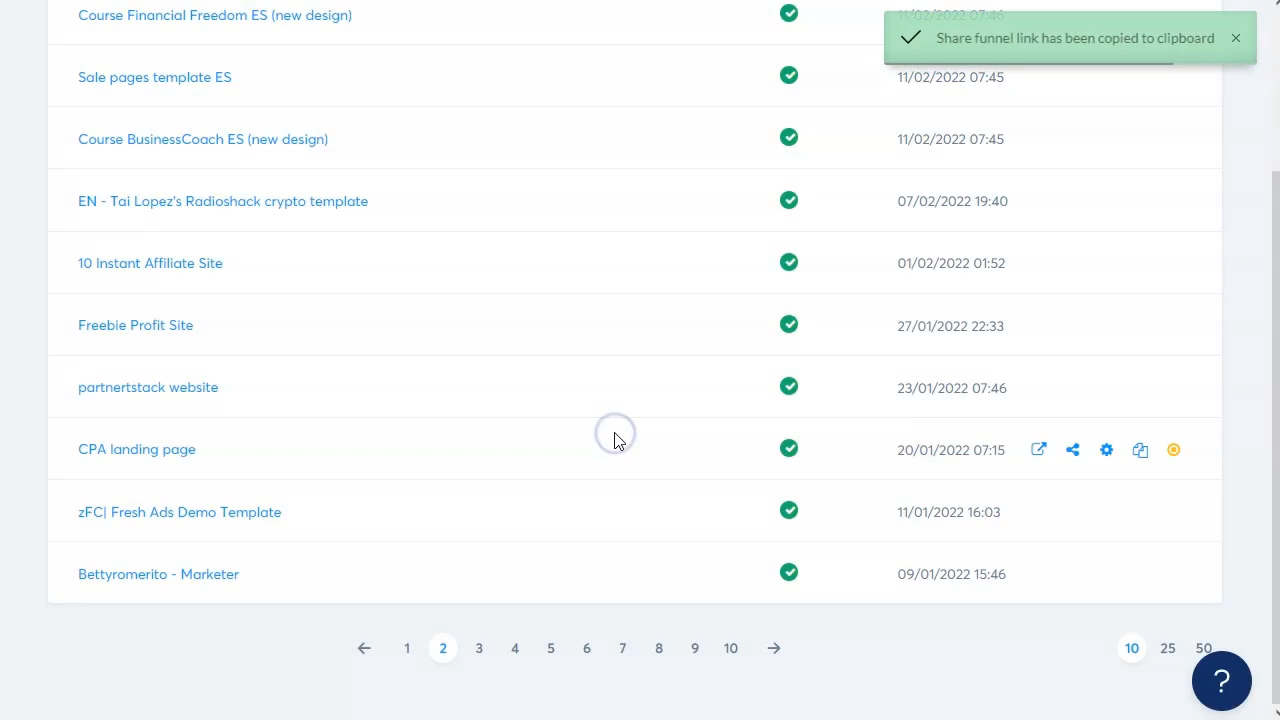 Course Financial Freedom ES (new design) 11/02/2022 07:46
Share funnel link has been copied to clipboard
Sale pages template ES 11/02/2022 07:45
Course BusinessCoach ES (new design) 11/02/2022 07:45
EN - Tai Lopez's Radioshack crypto template 07/02/2022 19:40
10 Instant Affiliate Site 01/02/2022 01:52
Freebie Profit Site 27/01/2022 22:33
partnertstack website 23/01/2022 07:46
CPA landing page 20/01/2022 07:15
zFC| Fresh Ads Demo Template 11/01/2022 16:03
Bettyromerito - Marketer 09/01/2022 15:46
1 2 3 4 5 6 7 8 9 10 10 25 50
?